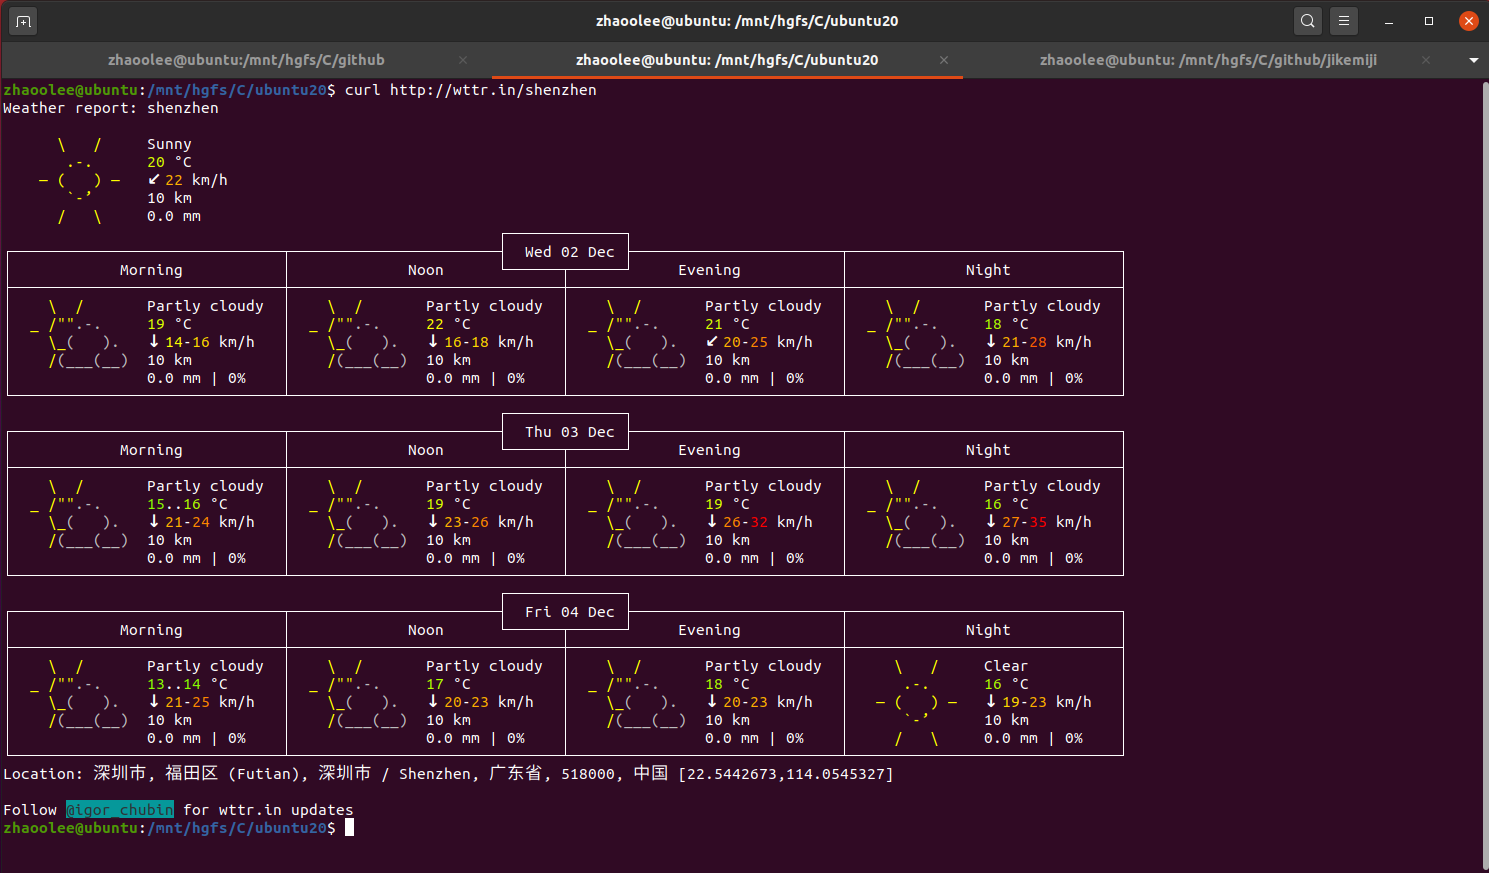 zhaoolee@ubuntu: /mnt/hgfs/C/ubuntu20
zhaoolee@ubuntu:/mnt/hgfs/C/github × zhaoolee@ubuntu: /mnt/hgfs/C/ubuntu20 × zhaoolee@ubuntu: /mnt/hgfs/C/github/jikemiji ×
zhaoolee@ubuntu:/mnt/hgfs/C/ubuntu20$ curl http://wttr.in/shenzhen
Weather report: shenzhen
Sunny
20 °C
↙ 22 km/h
10 km
0.0 mm
Wed 02 Dec
Morning Noon Evening Night
Partly cloudy Partly cloudy Partly cloudy Partly cloudy
19 °C 22 °C 21 °C 18 °C
↓ 14-16 km/h ↓ 16-18 km/h ↙ 20-25 km/h ↓ 21-28 km/h
10 km 10 km 10 km 10 km
0.0 mm | 0% 0.0 mm | 0% 0.0 mm | 0% 0.0 mm | 0%
Thu 03 Dec
Morning Noon Evening Night
Partly cloudy Partly cloudy Partly cloudy Partly cloudy
15..16 °C 19 °C 19 °C 16 °C
↓ 21-24 km/h ↓ 23-26 km/h ↓ 26-32 km/h ↓ 27-35 km/h
10 km 10 km 10 km 10 km
0.0 mm | 0% 0.0 mm | 0% 0.0 mm | 0% 0.0 mm | 0%
Fri 04 Dec
Morning Noon Evening Night
Partly cloudy Partly cloudy Partly cloudy Clear
13..14 °C 17 °C 18 °C 16 °C
↓ 21-25 km/h ↓ 20-23 km/h ↓ 20-23 km/h ↓ 19-23 km/h
10 km 10 km 10 km 10 km
0.0 mm | 0% 0.0 mm | 0% 0.0 mm | 0% 0.0 mm | 0%
Location: 深圳市, 福田区 (Futian), 深圳市 / Shenzhen, 广东省, 518000, 中国 [22.5442673,114.0545327]
Follow @igor_chubin for wttr.in updates
zhaoolee@ubuntu:/mnt/hgfs/C/ubuntu20$